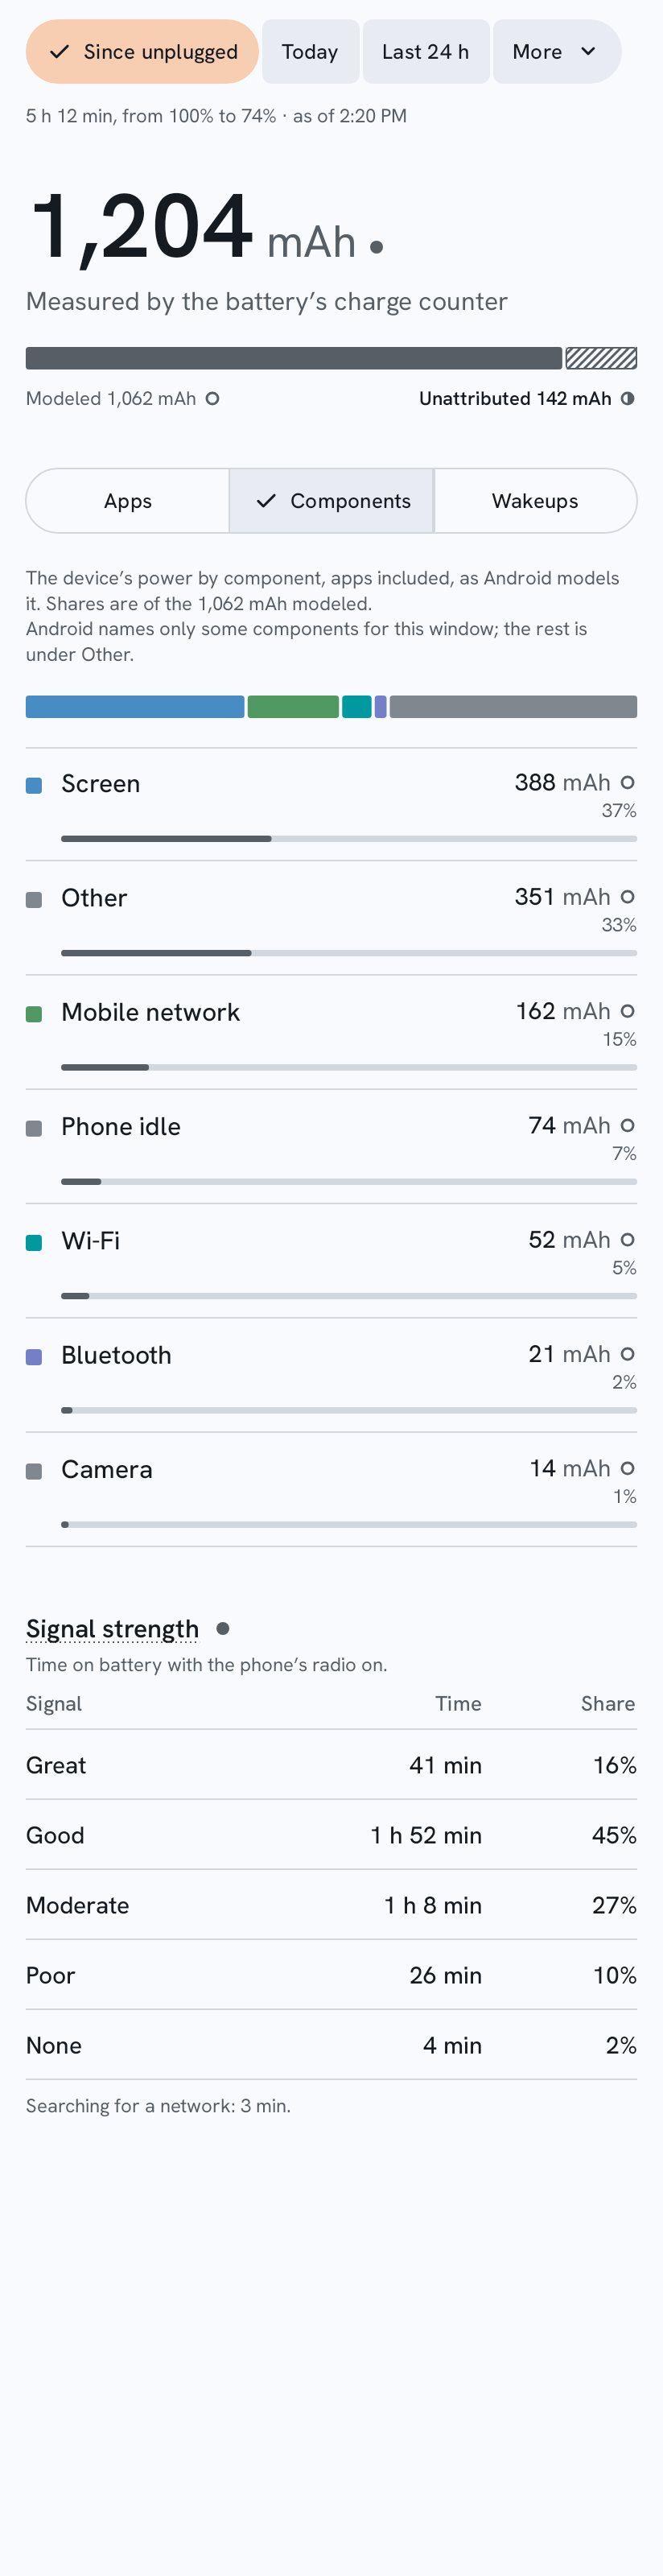 Since unplugged
Today
Last 24 h
More
5 h 12 min, from 100% to 74% · as of 2:20 PM
1,204 mAh
Measured by the battery’s charge counter
Modeled 1,062 mAh
Unattributed 142 mAh
Apps
Components
Wakeups
The device’s power by component, apps included, as Android models
it. Shares are of the 1,062 mAh modeled.
Android names only some components for this window; the rest is
under Other.
Screen
388 mAh
37%
Other
351 mAh
33%
Mobile network
162 mAh
15%
Phone idle
74 mAh
7%
Wi-Fi
52 mAh
5%
Bluetooth
21 mAh
2%
Camera
14 mAh
1%
Signal strength
Time on battery with the phone’s radio on.
Signal Time Share
Great 41 min 16%
Good 1 h 52 min 45%
Moderate 1 h 8 min 27%
Poor 26 min 10%
None 4 min 2%
Searching for a network: 3 min.